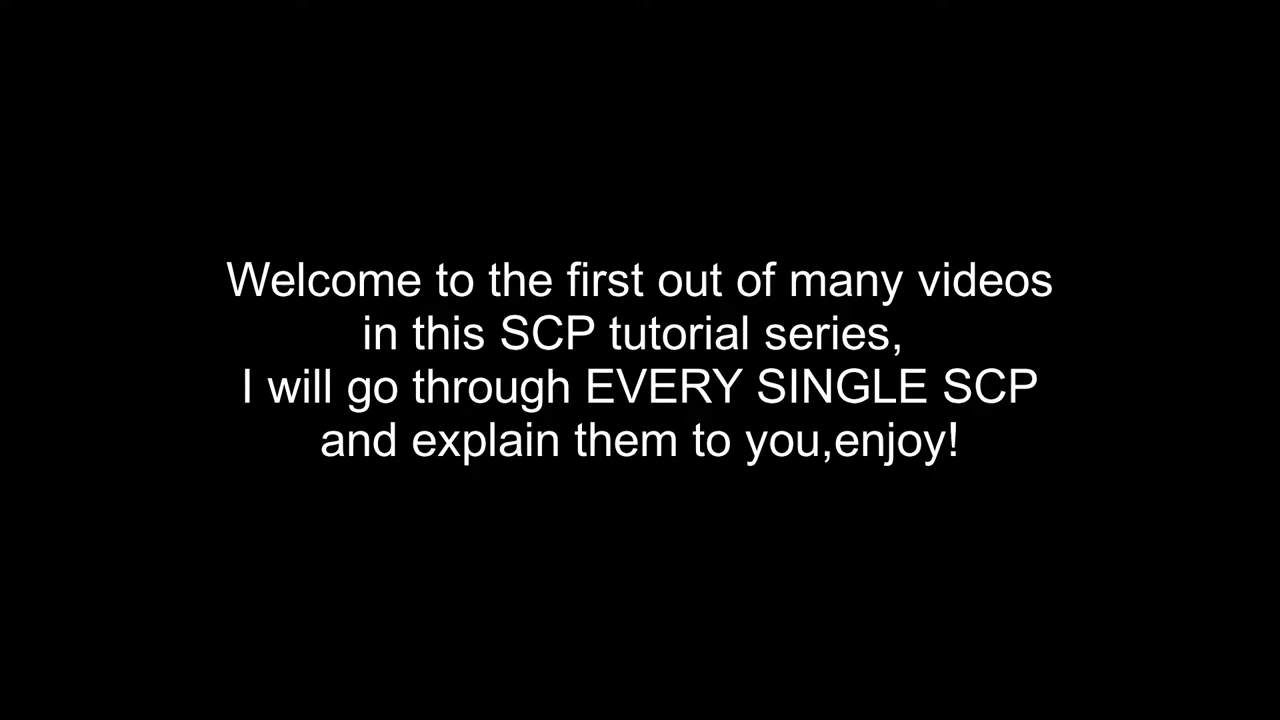 Welcome to the first out of many videos
in this SCP tutorial series,
I will go through EVERY SINGLE SCP
and explain them to you,enjoy!